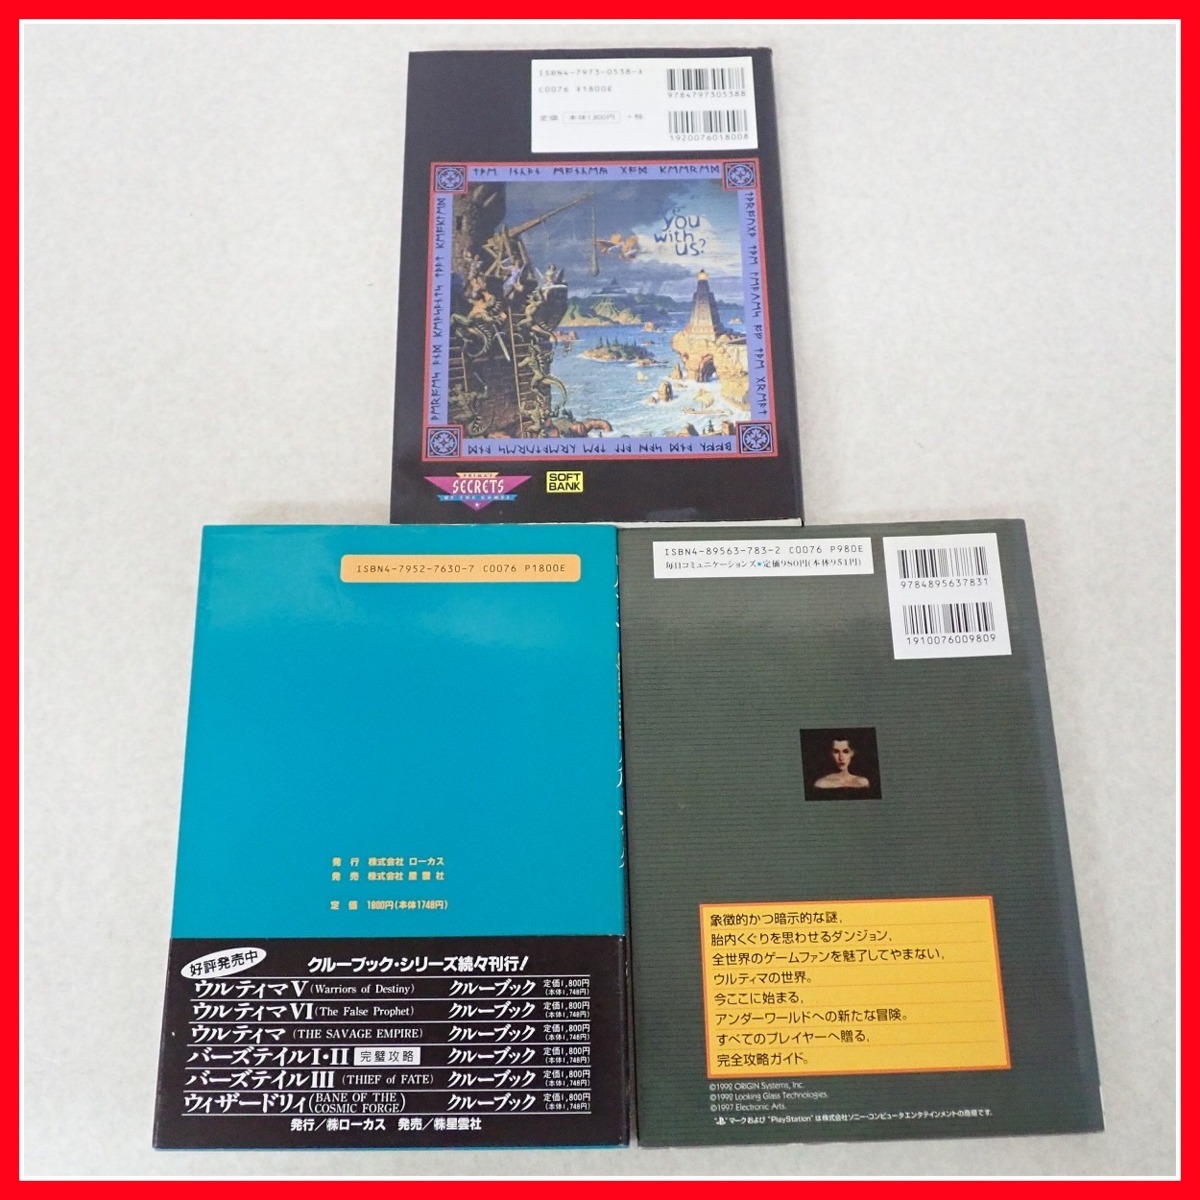 ISBN4-7973-0538-X
C0076 ¥1800E
定価 本体1,800円 +税
9784797305388
1920076018008
you
with
us?
PRIMA'S
SECRETS
OF THE GAMES
SOFT
BANK
ISBN4-7952-7630-7 C0076 P1800E
発行 株式会社 ローカス
発売 株式会社 星雲社
定価 1800円(本体1748円)
好評発売中
クルーブック・シリーズ続々刊行!
ウルティマV (Warriors of Destiny) クルーブック 定価1,800円(本体1,748円)
ウルティマVI (The False Prophet) クルーブック 定価1,800円(本体1,748円)
ウルティマ (THE SAVAGE EMPIRE) クルーブック 定価1,800円(本体1,748円)
バーズテイルI・II 完璧攻略 クルーブック 定価1,800円(本体1,748円)
バーズテイルIII (THIEF of FATE) クルーブック 定価1,800円(本体1,748円)
ウィザードリィ (BANE OF THE COSMIC FORGE) クルーブック 定価1,800円(本体1,748円)
発行/㈱ローカス 発売/㈱星雲社
ISBN4-89563-783-2 C0076 P980E
毎日コミュニケーションズ★定価980円(本体951円)
9784895637831
1910076009809
象徴的かつ暗示的な謎,
胎内くぐりを思わせるダンジョン,
全世界のゲームファンを魅了してやまない,
ウルティマの世界。
今ここに始まる,
アンダーワールドへの新たな冒険。
すべてのプレイヤーへ贈る,
完全攻略ガイド。
©1992 ORIGIN Systems, Inc.
©1992 Looking Glass Technologies.
©1997 Electronic Arts.
"PS"マークおよび "PlayStation" は株式会社ソニー・コンピュータエンタテインメントの商標です。